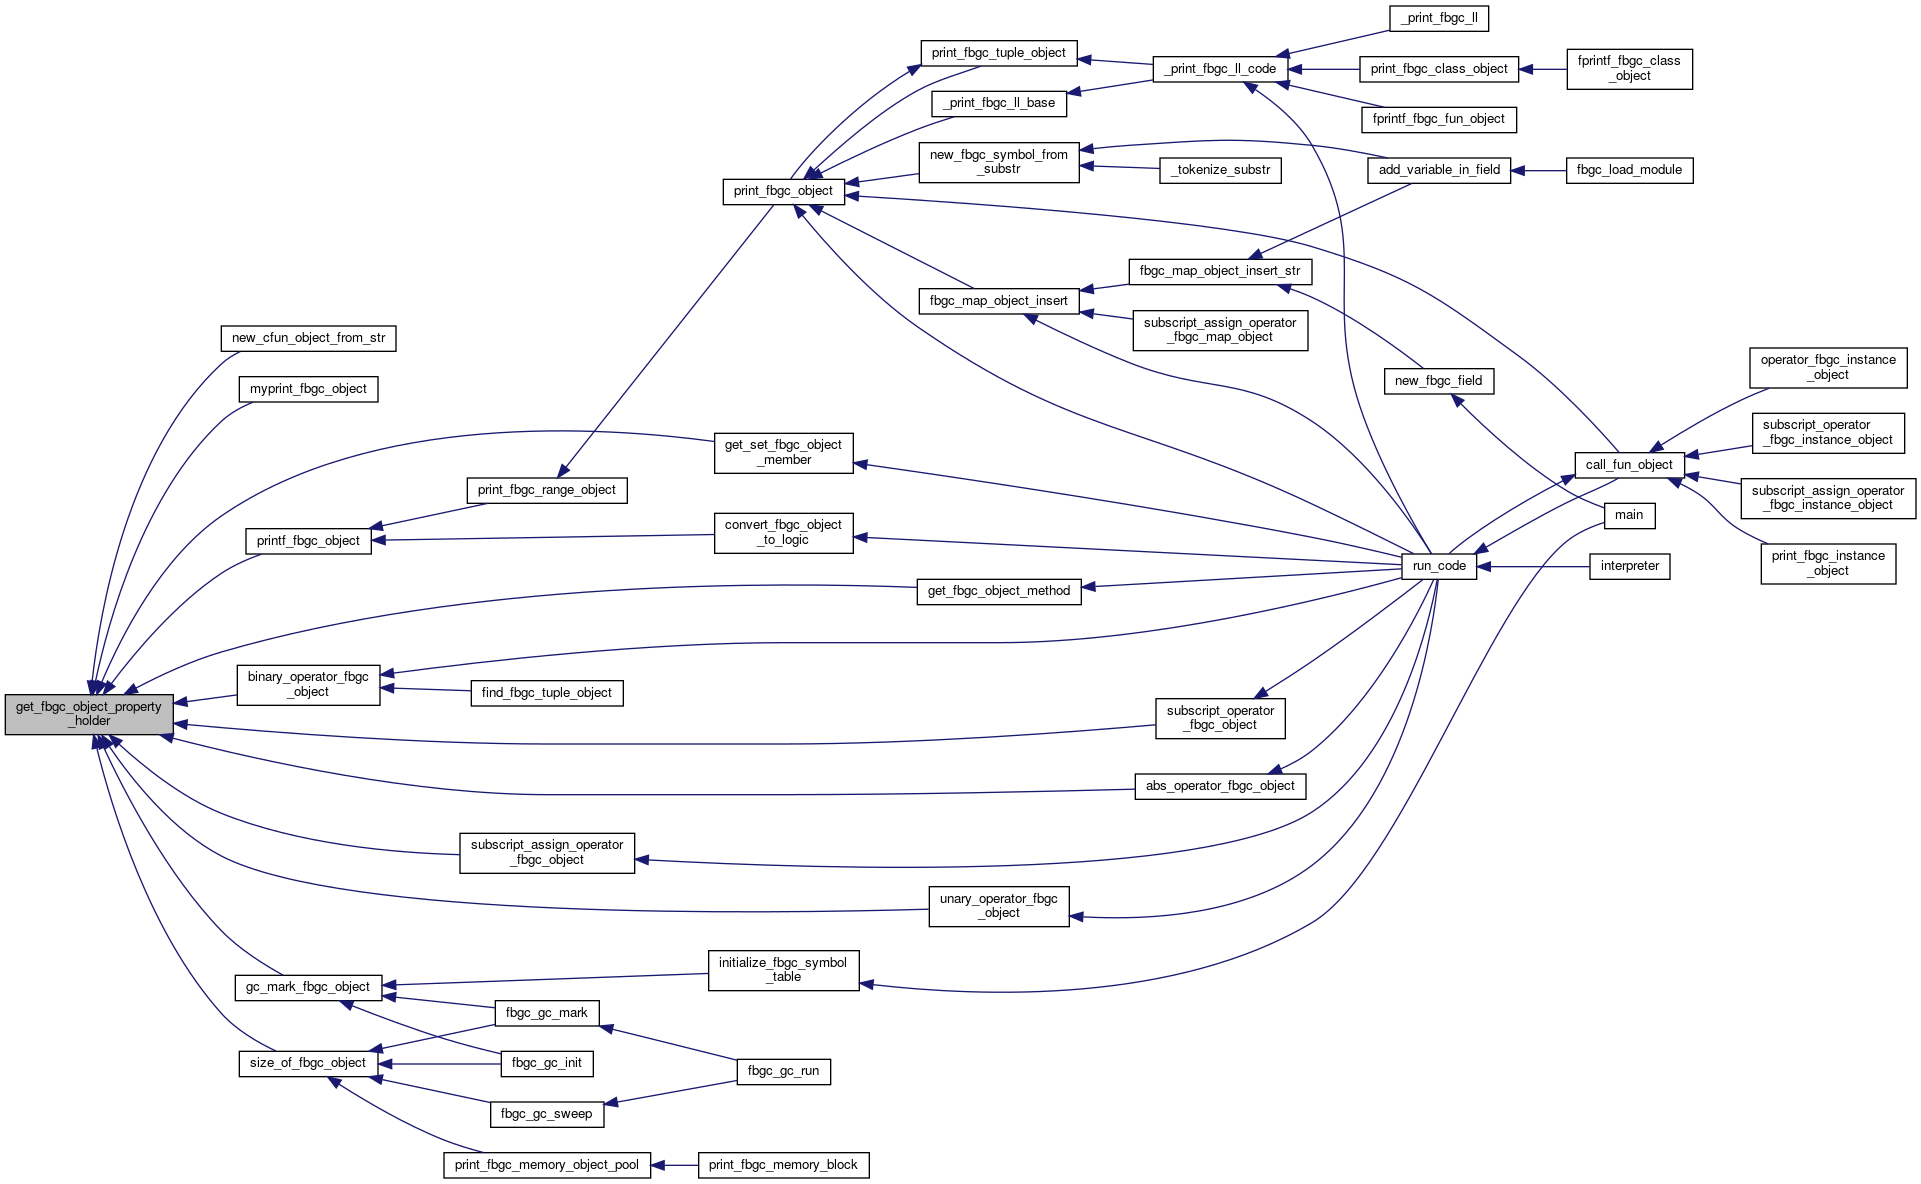 _print_fbgc_ll
print_fbgc_tuple_object
_print_fbgc_ll_code
print_fbgc_class_object
fprintf_fbgc_class
_object
_print_fbgc_ll_base
fprintf_fbgc_fun_object
new_fbgc_symbol_from
_substr
_tokenize_substr
add_variable_in_field
fbgc_load_module
print_fbgc_object
fbgc_map_object_insert_str
fbgc_map_object_insert
subscript_assign_operator
_fbgc_map_object
new_cfun_object_from_str
myprint_fbgc_object
new_fbgc_field
operator_fbgc_instance
_object
get_set_fbgc_object
_member
subscript_operator
_fbgc_instance_object
call_fun_object
print_fbgc_range_object
subscript_assign_operator
_fbgc_instance_object
main
printf_fbgc_object
convert_fbgc_object
_to_logic
run_code
interpreter
print_fbgc_instance
_object
get_fbgc_object_method
binary_operator_fbgc
_object
find_fbgc_tuple_object
get_fbgc_object_property
_holder
subscript_operator
_fbgc_object
abs_operator_fbgc_object
subscript_assign_operator
_fbgc_object
unary_operator_fbgc
_object
initialize_fbgc_symbol
_table
gc_mark_fbgc_object
fbgc_gc_mark
size_of_fbgc_object
fbgc_gc_init
fbgc_gc_run
fbgc_gc_sweep
print_fbgc_memory_object_pool
print_fbgc_memory_block